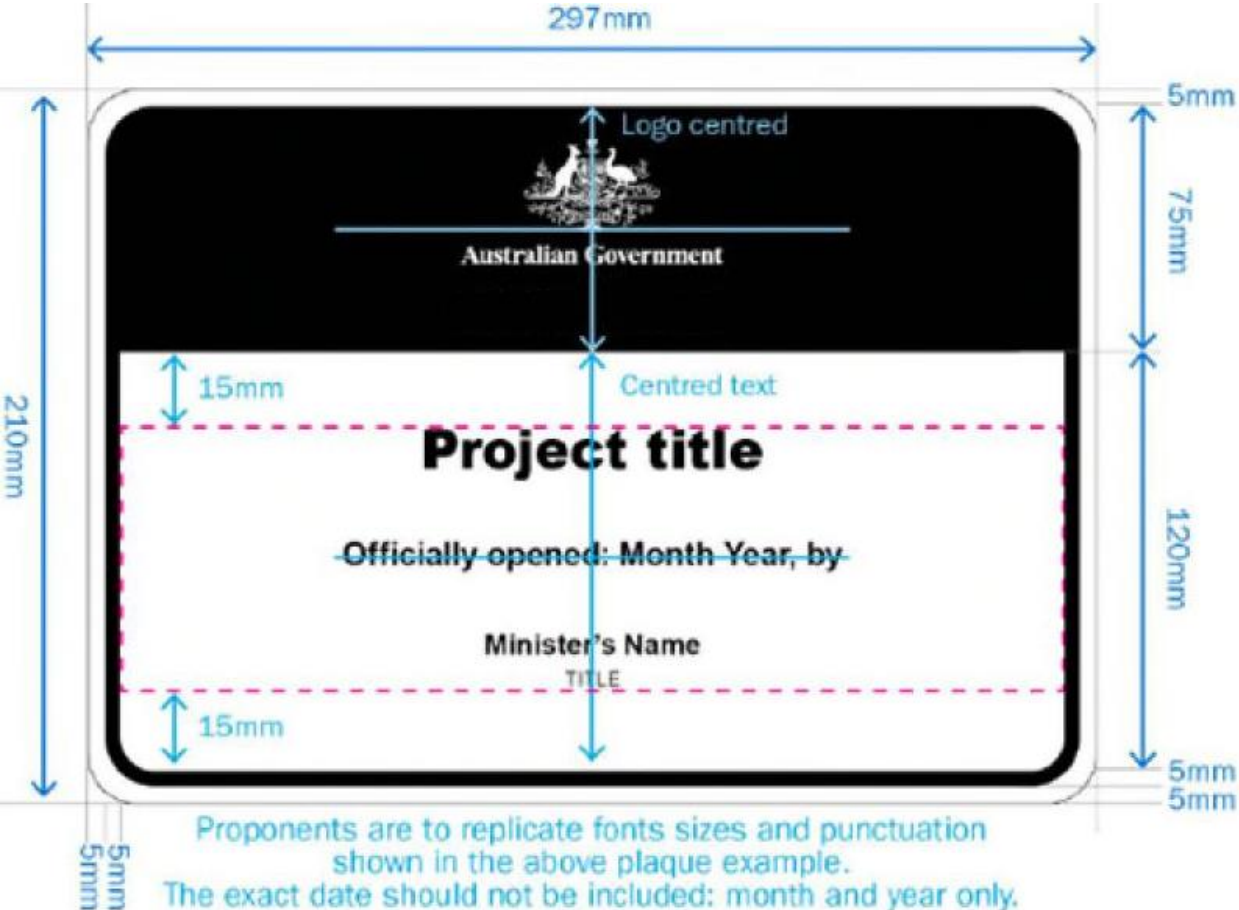 297mm
5mm
Logo centred
75mm
Australian Government
15mm
Centred text
210mm
Project title
120mm
Officially opened: Month Year, by
Minister's Name
TITLE
15mm
5mm
5mm
5mm
5mm
Proponents are to replicate fonts sizes and punctuation
shown in the above plaque example.
The exact date should not be included: month and year only.